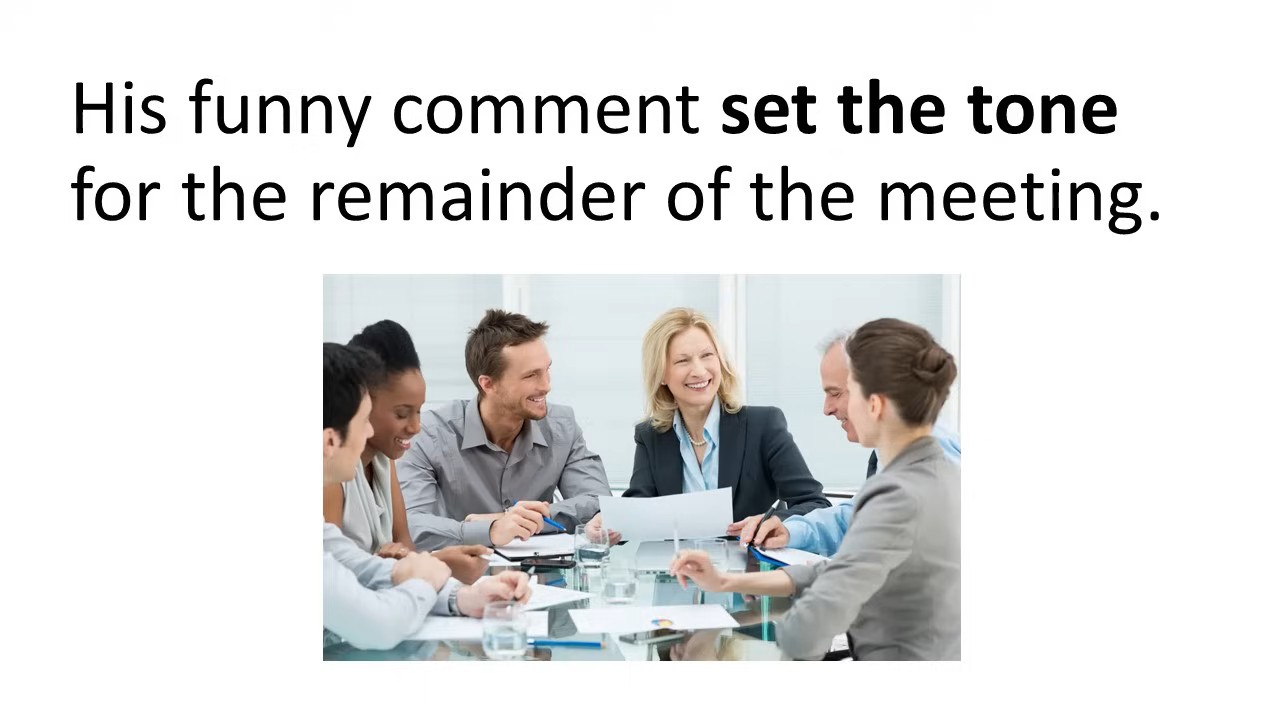 His funny comment set the tone
for the remainder of the meeting.